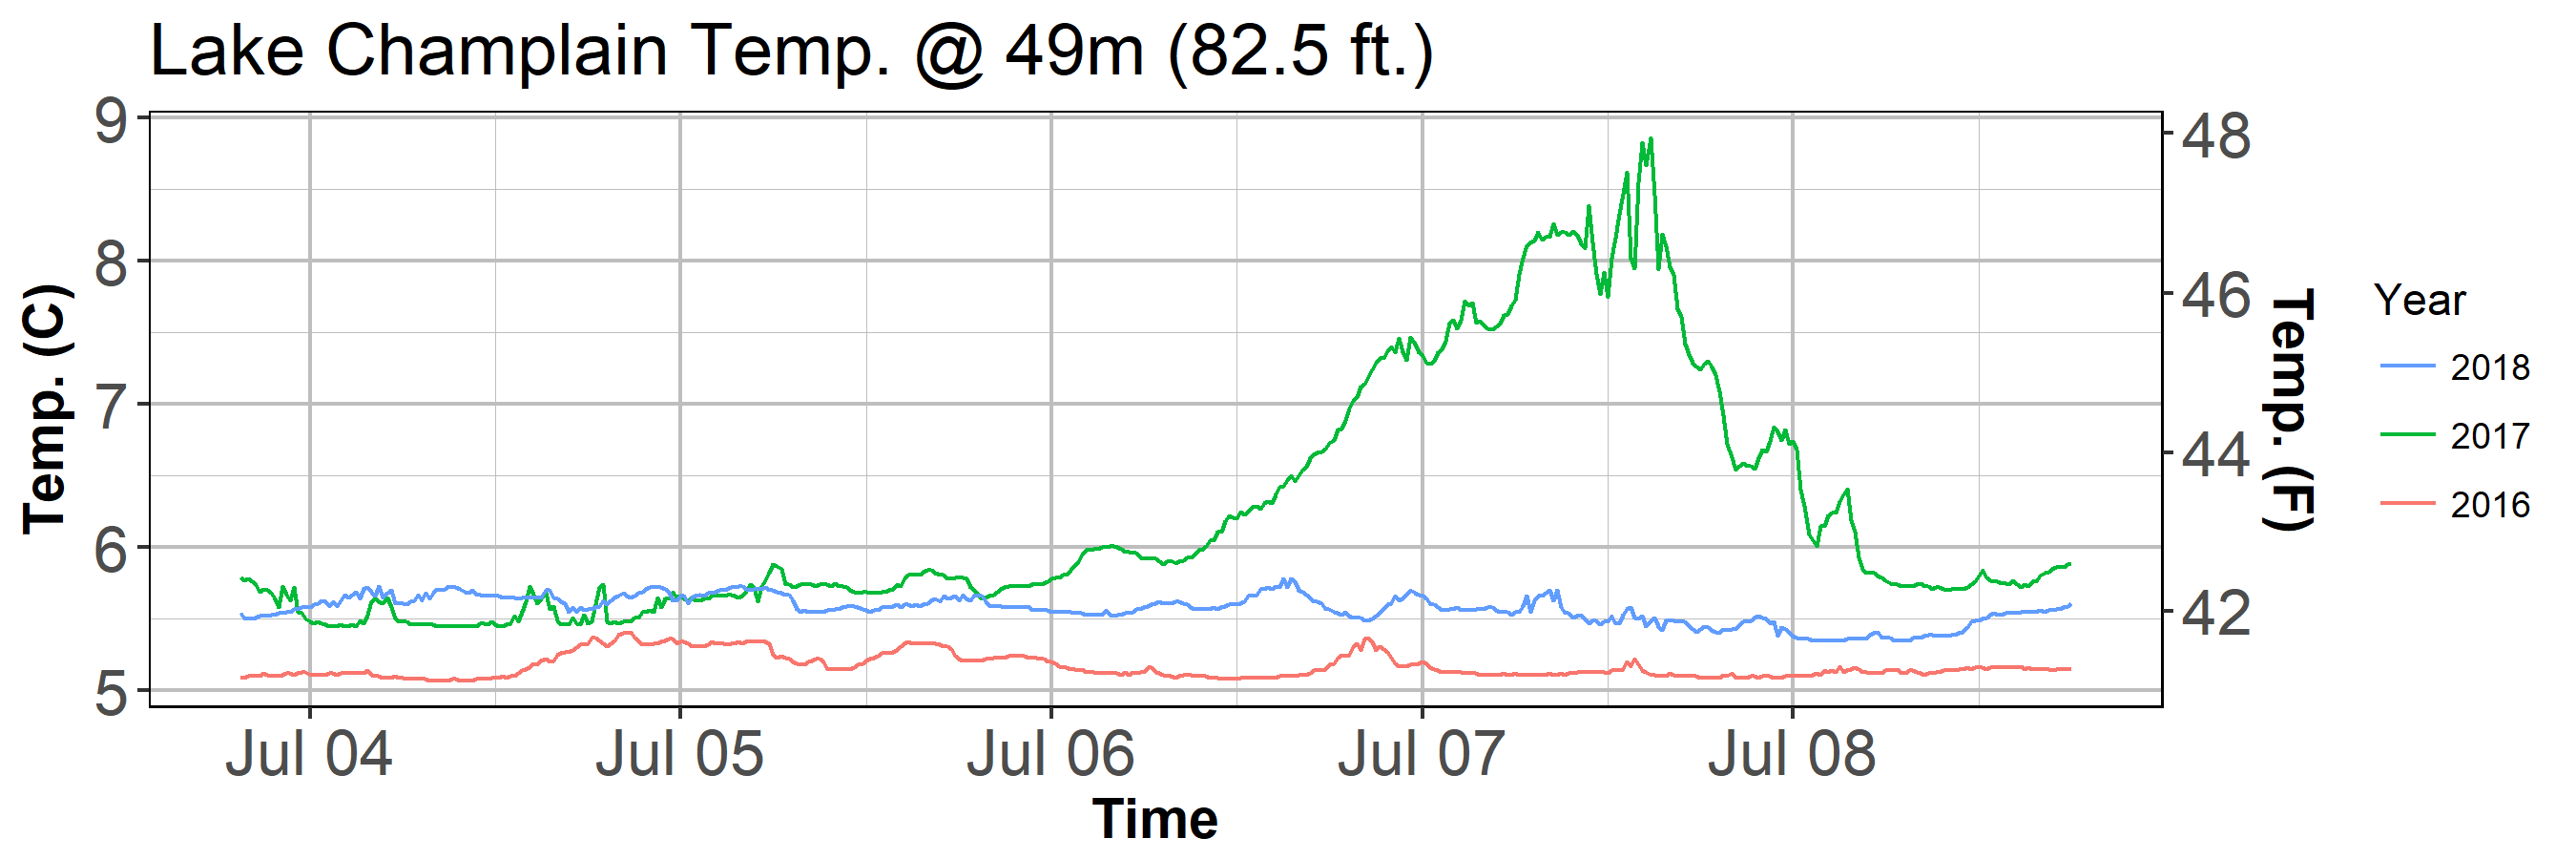 Lake Champlain Temp. @ 49m (82.5 ft.)
9
8
7
6
5
Temp. (C)
48
46
44
42
Temp. (F)
Jul 04 Jul 05 Jul 06 Jul 07 Jul 08
Time
Year
2018
2017
2016